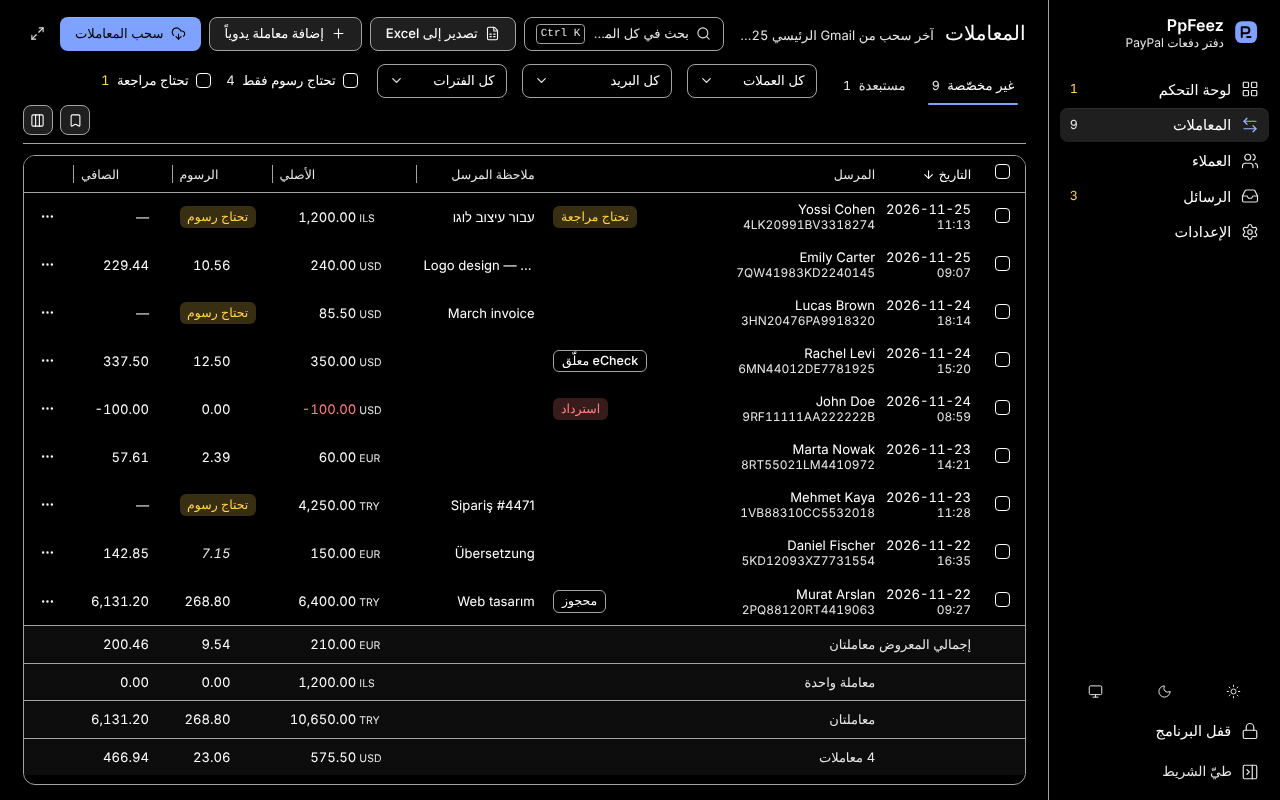 PpFeez
دفتر دفعات PayPal
لوحة التحكم 1
المعاملات 9
العملاء
الرسائل 3
الإعدادات
قفل البرنامج
طيّ الشريط
المعاملات
آخر سحب من Gmail الرئيسي 25...
بحث في كل المـ... Ctrl K
تصدير إلى Excel
إضافة معاملة يدوياً
سحب المعاملات
غير مخصّصة 9
مستبعدة 1
كل العملات
كل البريد
كل الفترات
تحتاج رسوم فقط 4
تحتاج مراجعة 1
التاريخ المرسل ملاحظة المرسل الأصلي الرسوم الصافي
2026-11-25 Yossi Cohen تحتاج مراجعة עבור עיצוב לוגו 1,200.00 ILS تحتاج رسوم —
11:13 4LK20991BV3318274
2026-11-25 Emily Carter Logo design — ... 240.00 USD 10.56 229.44
09:07 7QW41983KD2240145
2026-11-24 Lucas Brown March invoice 85.50 USD تحتاج رسوم —
18:14 3HN20476PA9918320
2026-11-24 Rachel Levi eCheck معلّق 350.00 USD 12.50 337.50
15:20 6MN44012DE7781925
2026-11-24 John Doe استرداد -100.00 USD 0.00 -100.00
08:59 9RF11111AA222222B
2026-11-23 Marta Nowak 60.00 EUR 2.39 57.61
14:21 8RT55021LM4410972
2026-11-23 Mehmet Kaya Sipariş #4471 4,250.00 TRY تحتاج رسوم —
11:28 1VB88310CC5532018
2026-11-22 Daniel Fischer Übersetzung 150.00 EUR 7.15 142.85
16:35 5KD12093XZ7731554
2026-11-22 Murat Arslan محجوز Web tasarım 6,400.00 TRY 268.80 6,131.20
09:27 2PQ88120RT4419063
إجمالي المعروض معاملتان 210.00 EUR 9.54 200.46
معاملة واحدة 1,200.00 ILS 0.00 0.00
معاملتان 10,650.00 TRY 268.80 6,131.20
4 معاملات 575.50 USD 23.06 466.94